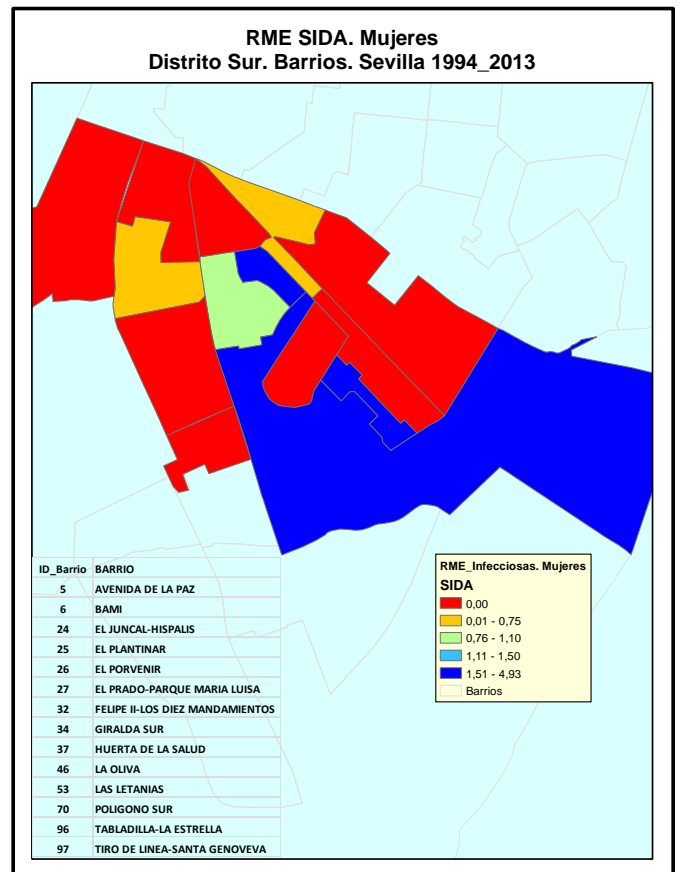 RME SIDA. Mujeres
Distrito Sur. Barrios. Sevilla 1994_2013
ID_Barrio BARRIO
5 AVENIDA DE LA PAZ
6 BAMI
24 EL JUNCAL-HISPALIS
25 EL PLANTINAR
26 EL PORVENIR
27 EL PRADO-PARQUE MARIA LUISA
32 FELIPE II-LOS DIEZ MANDAMIENTOS
34 GIRALDA SUR
37 HUERTA DE LA SALUD
46 LA OLIVA
53 LAS LETANIAS
70 POLIGONO SUR
96 TABLADILLA-LA ESTRELLA
97 TIRO DE LINEA-SANTA GENOVEVA
RME_Infecciosas. Mujeres
SIDA
0,00
0,01 - 0,75
0,76 - 1,10
1,11 - 1,50
1,51 - 4,93
Barrios